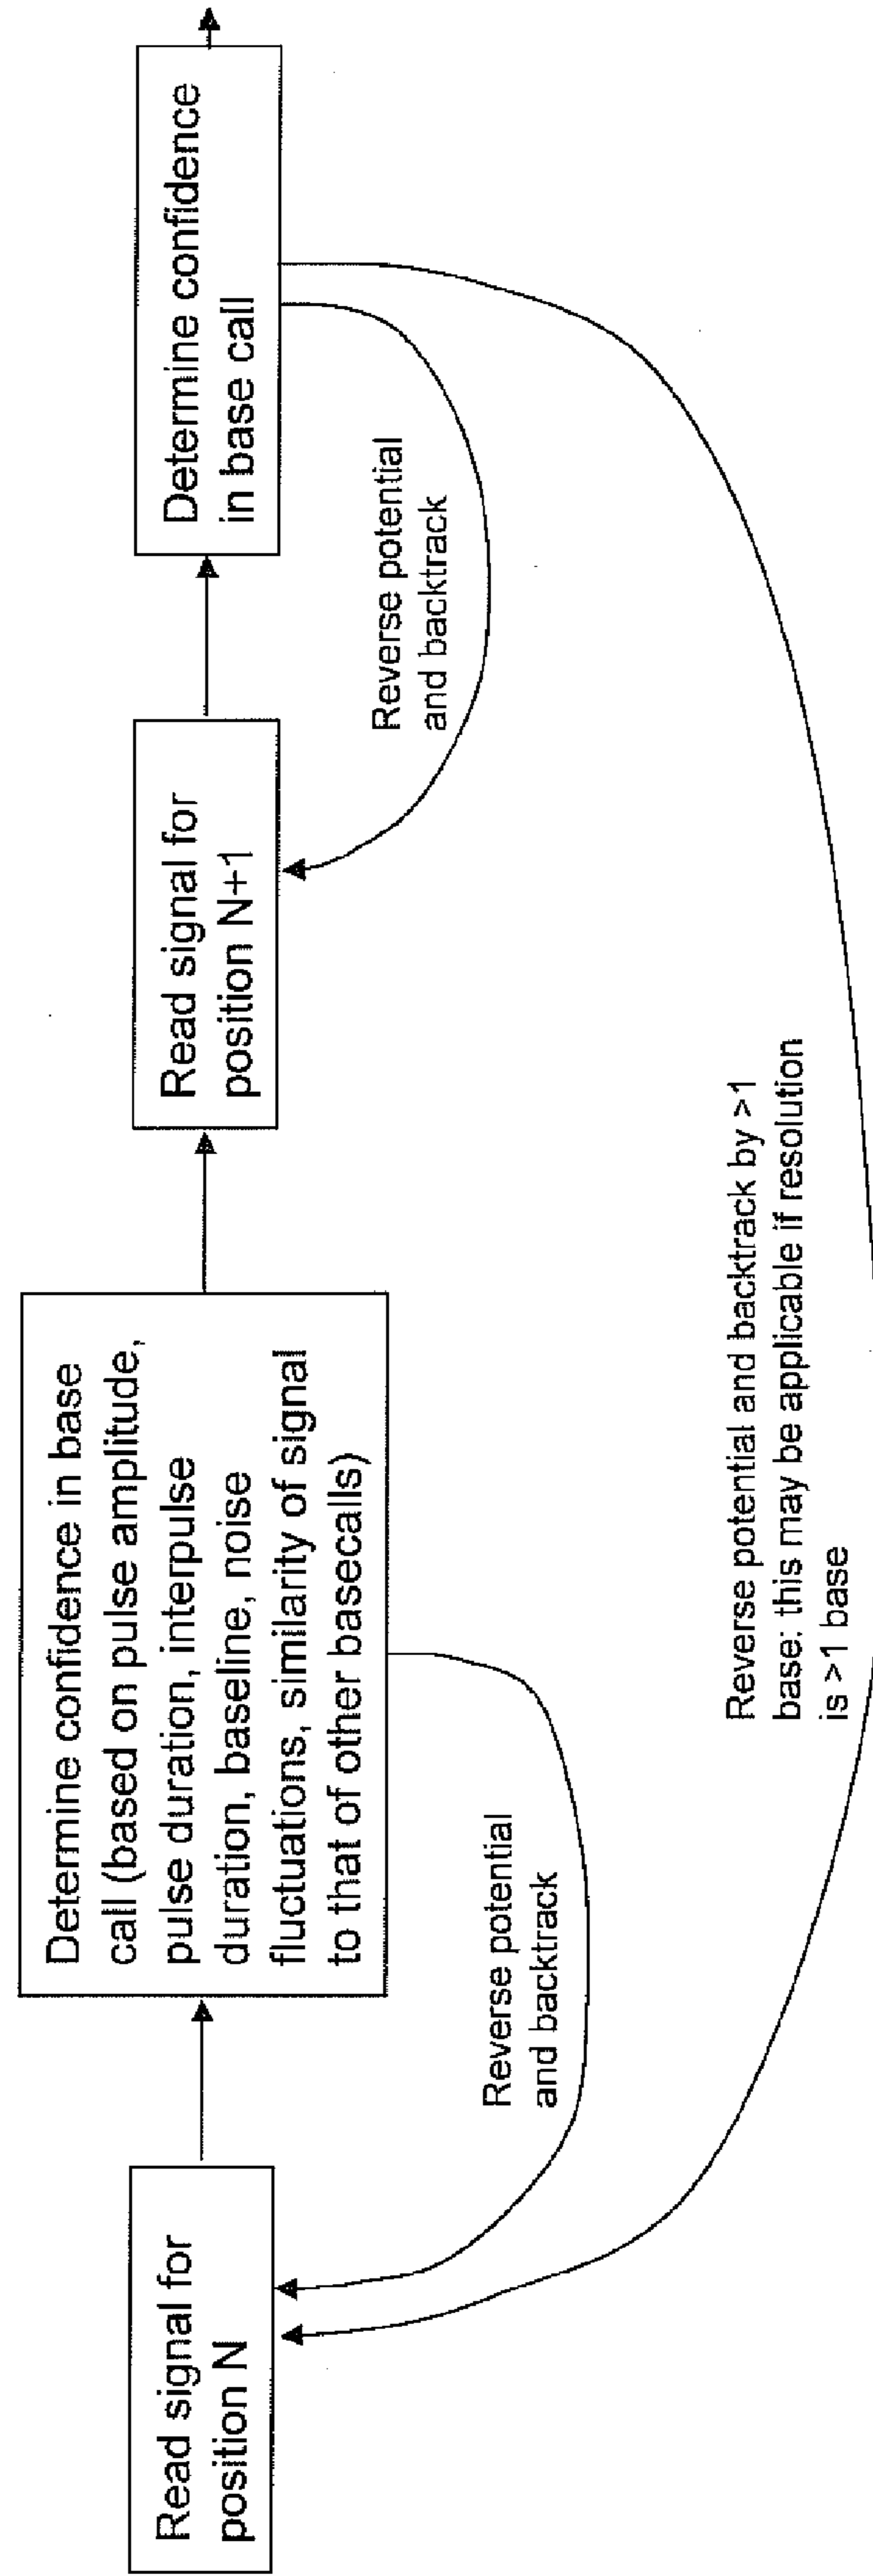 Read signal for
position N
Determine confidence in base
call (based on pulse amplitude,
pulse duration, interpulse
duration, baseline, noise
fluctuations, similarity of signal
to that of other basecalls)
Read signal for
position N+1
Determine confidence
in base call
Reverse potential
and backtrack
Reverse potential
and backtrack
Reverse potential and backtrack by >1
base: this may be applicable if resolution
is >1 base